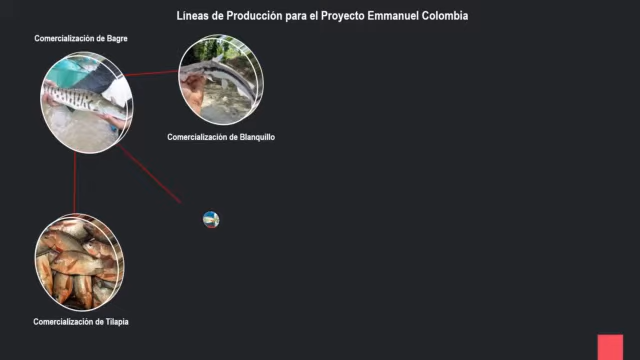 Líneas de Producción para el Proyecto Emmanuel Colombia
Comercialización de Bagre
Comercialización de Blanquillo
Comercialización de Tilapia